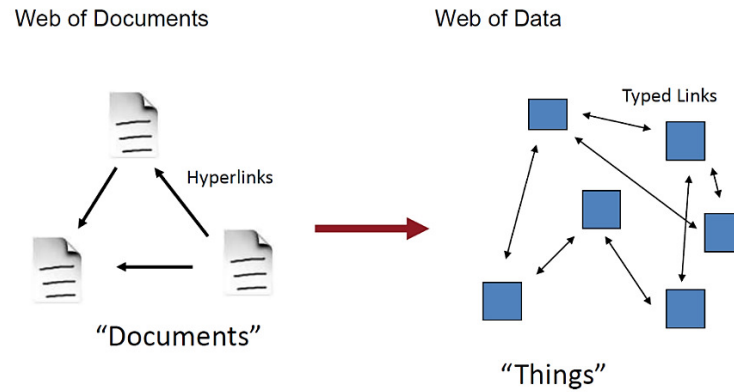 Web of Documents
Web of Data
Typed Links
Hyperlinks
“Documents”
“Things”